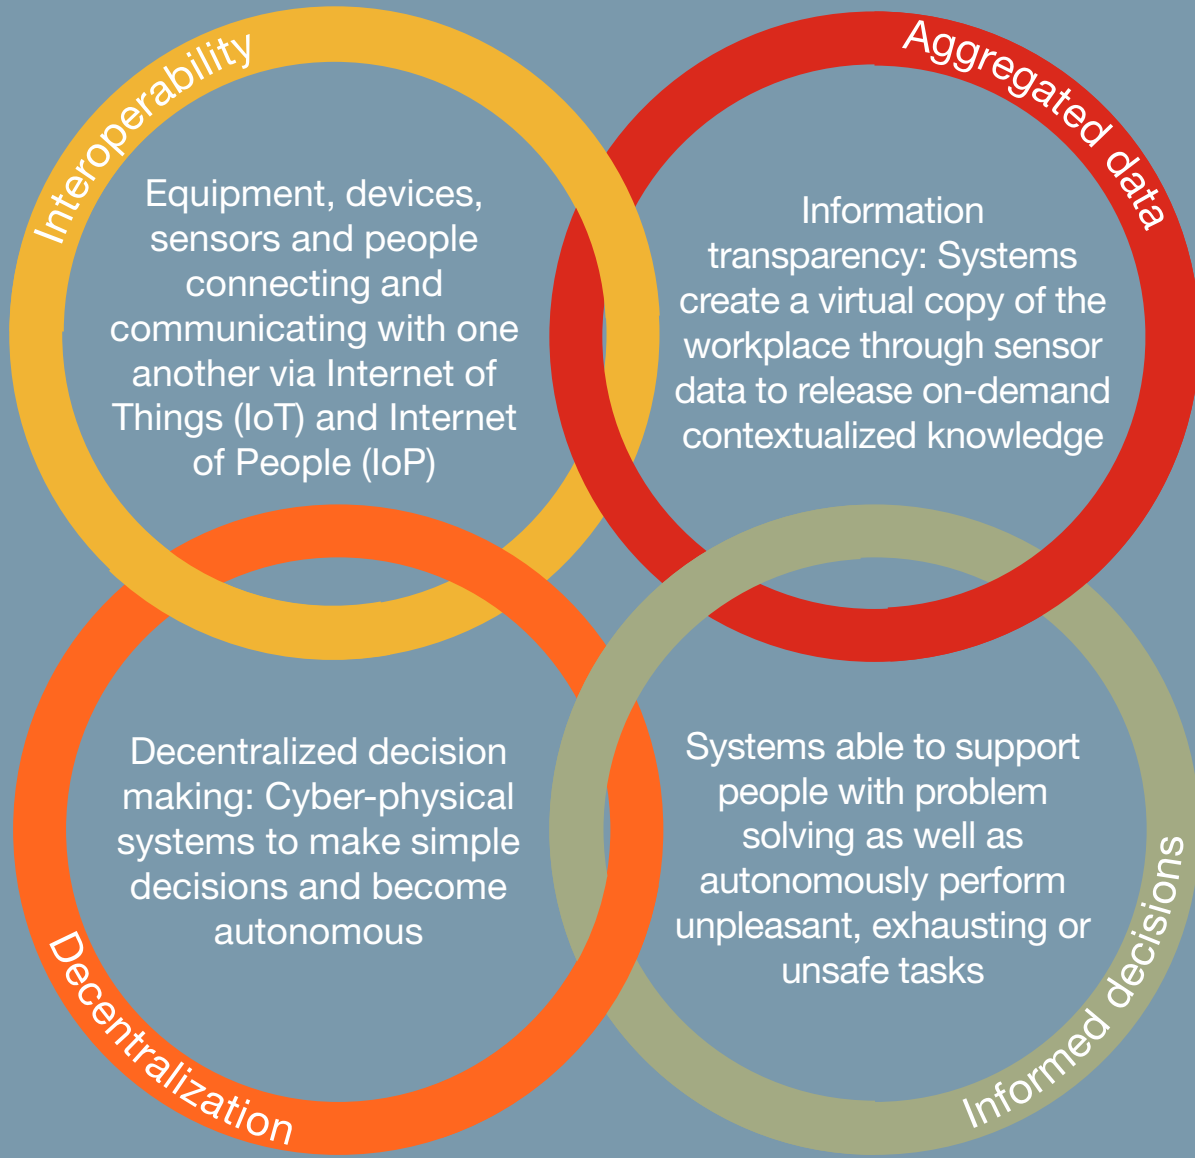 Interoperability
Equipment, devices,
sensors and people
connecting and
communicating with one
another via Internet of
Things (IoT) and Internet
of People (IoP)
Aggregated data
Information
transparency: Systems
create a virtual copy of the
workplace through sensor
data to release on-demand
contextualized knowledge
Decentralized decision
making: Cyber-physical
systems to make simple
decisions and become
autonomous
Decentralization
Systems able to support
people with problem
solving as well as
autonomously perform
unpleasant, exhausting or
unsafe tasks
Informed decisions